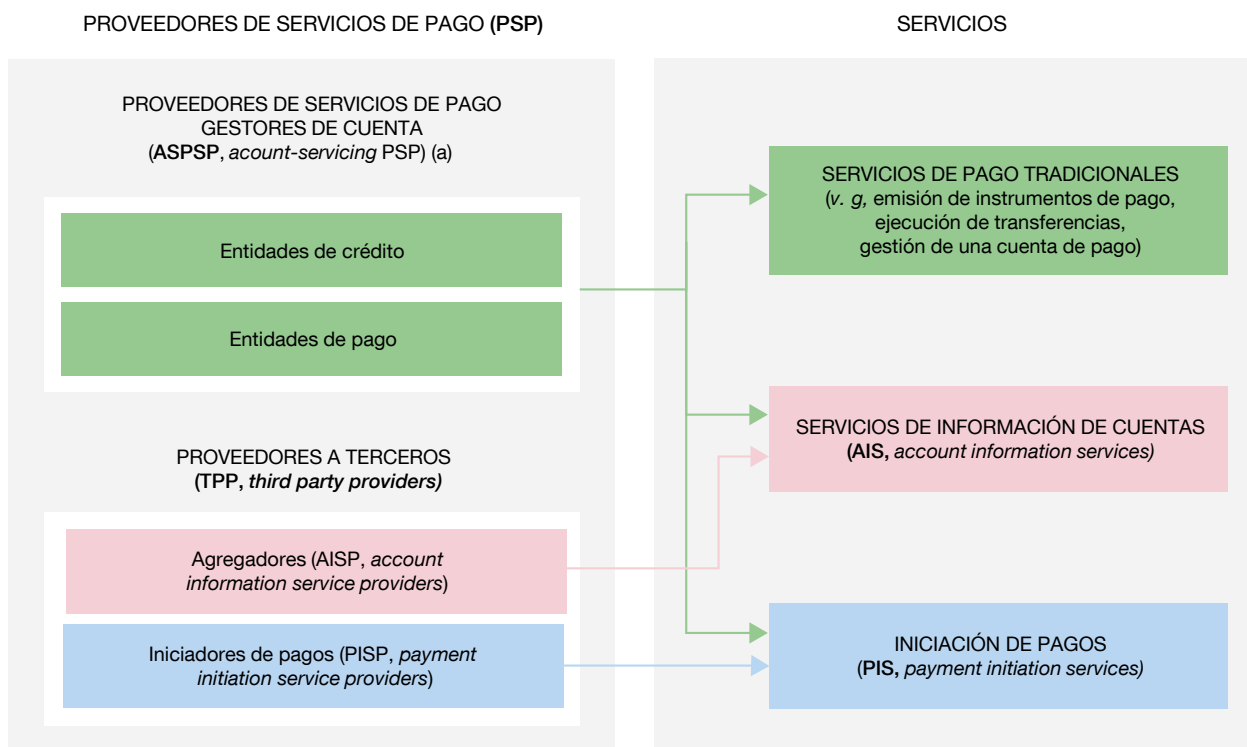 PROVEEDORES DE SERVICIOS DE PAGO (PSP)
PROVEEDORES DE SERVICIOS DE PAGO
GESTORES DE CUENTA
(ASPSP, acount-servicing PSP) (a)
Entidades de crédito
Entidades de pago
PROVEEDORES A TERCEROS
(TPP, third party providers)
Agregadores (AISP, account
information service providers)
Iniciadores de pagos (PISP, payment
initiation service providers)
SERVICIOS
SERVICIOS DE PAGO TRADICIONALES
(v. g, emisión de instrumentos de pago,
ejecución de transferencias,
gestión de una cuenta de pago)
SERVICIOS DE INFORMACIÓN DE CUENTAS
(AIS, account information services)
INICIACIÓN DE PAGOS
(PIS, payment initiation services)